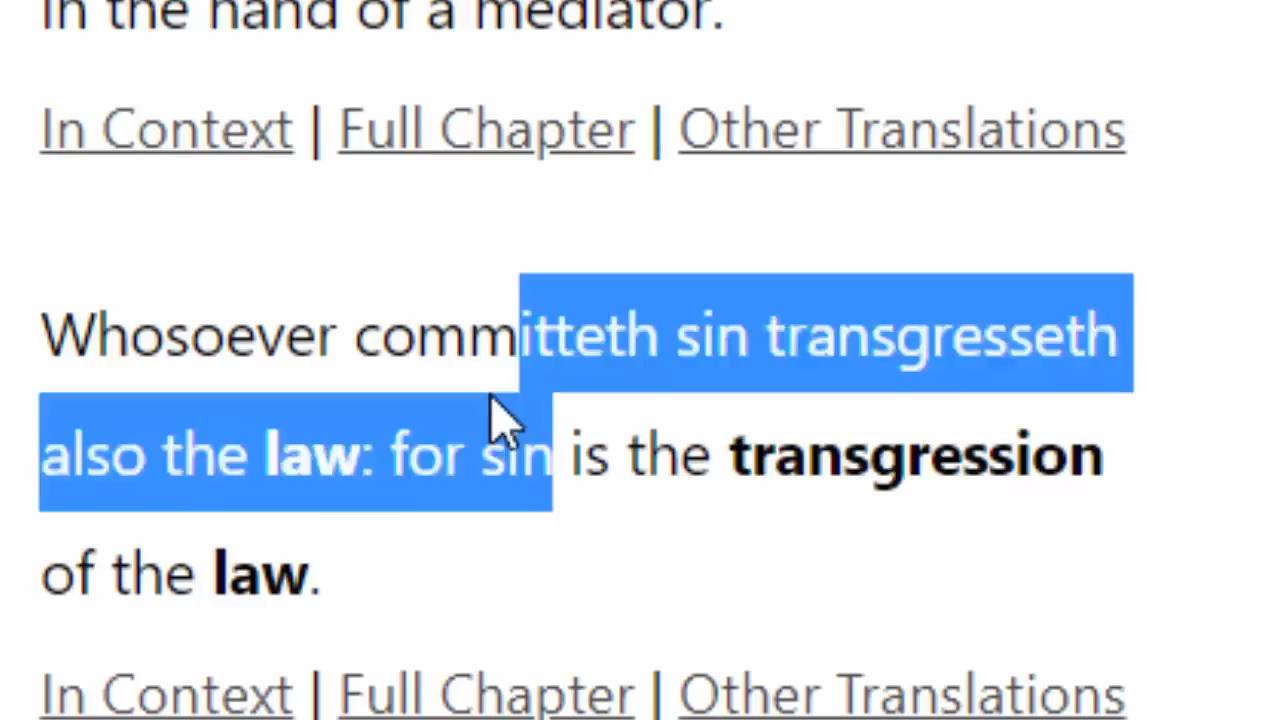 in the hand of a mediator.
In Context | Full Chapter | Other Translations
Whosoever committeth sin transgresseth
also the law: for sin is the transgression
of the law.
In Context | Full Chapter | Other Translations